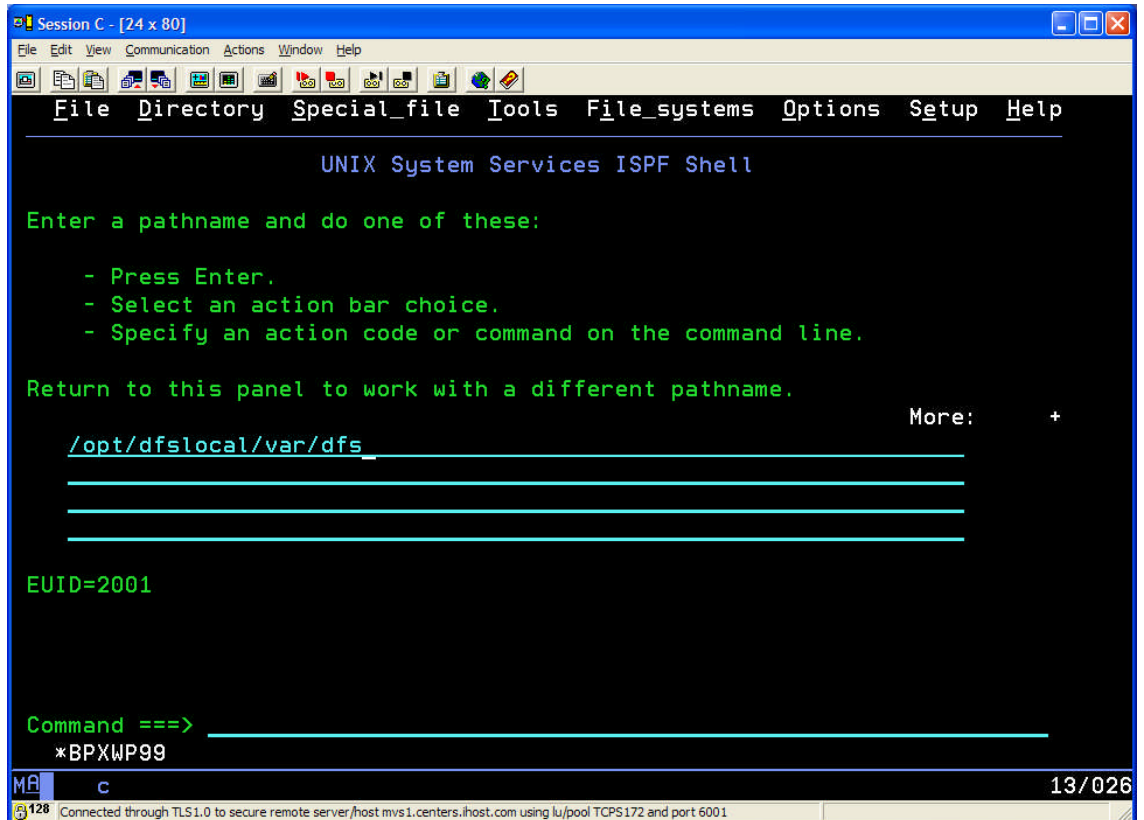 Session C - [24 x 80]
File Edit View Communication Actions Window Help
File Directory Special_file Tools File_systems Options Setup Help
UNIX System Services ISPF Shell
Enter a pathname and do one of these:
- Press Enter.
- Select an action bar choice.
- Specify an action code or command on the command line.
Return to this panel to work with a different pathname.
More: +
/opt/dfslocal/var/dfs_
EUID=2001
Command ===>
*BPXWP99
MA c 13/026
128 Connected through TLS1.0 to secure remote server/host mvs1.centers.ihost.com using lu/pool TCPS172 and port 6001